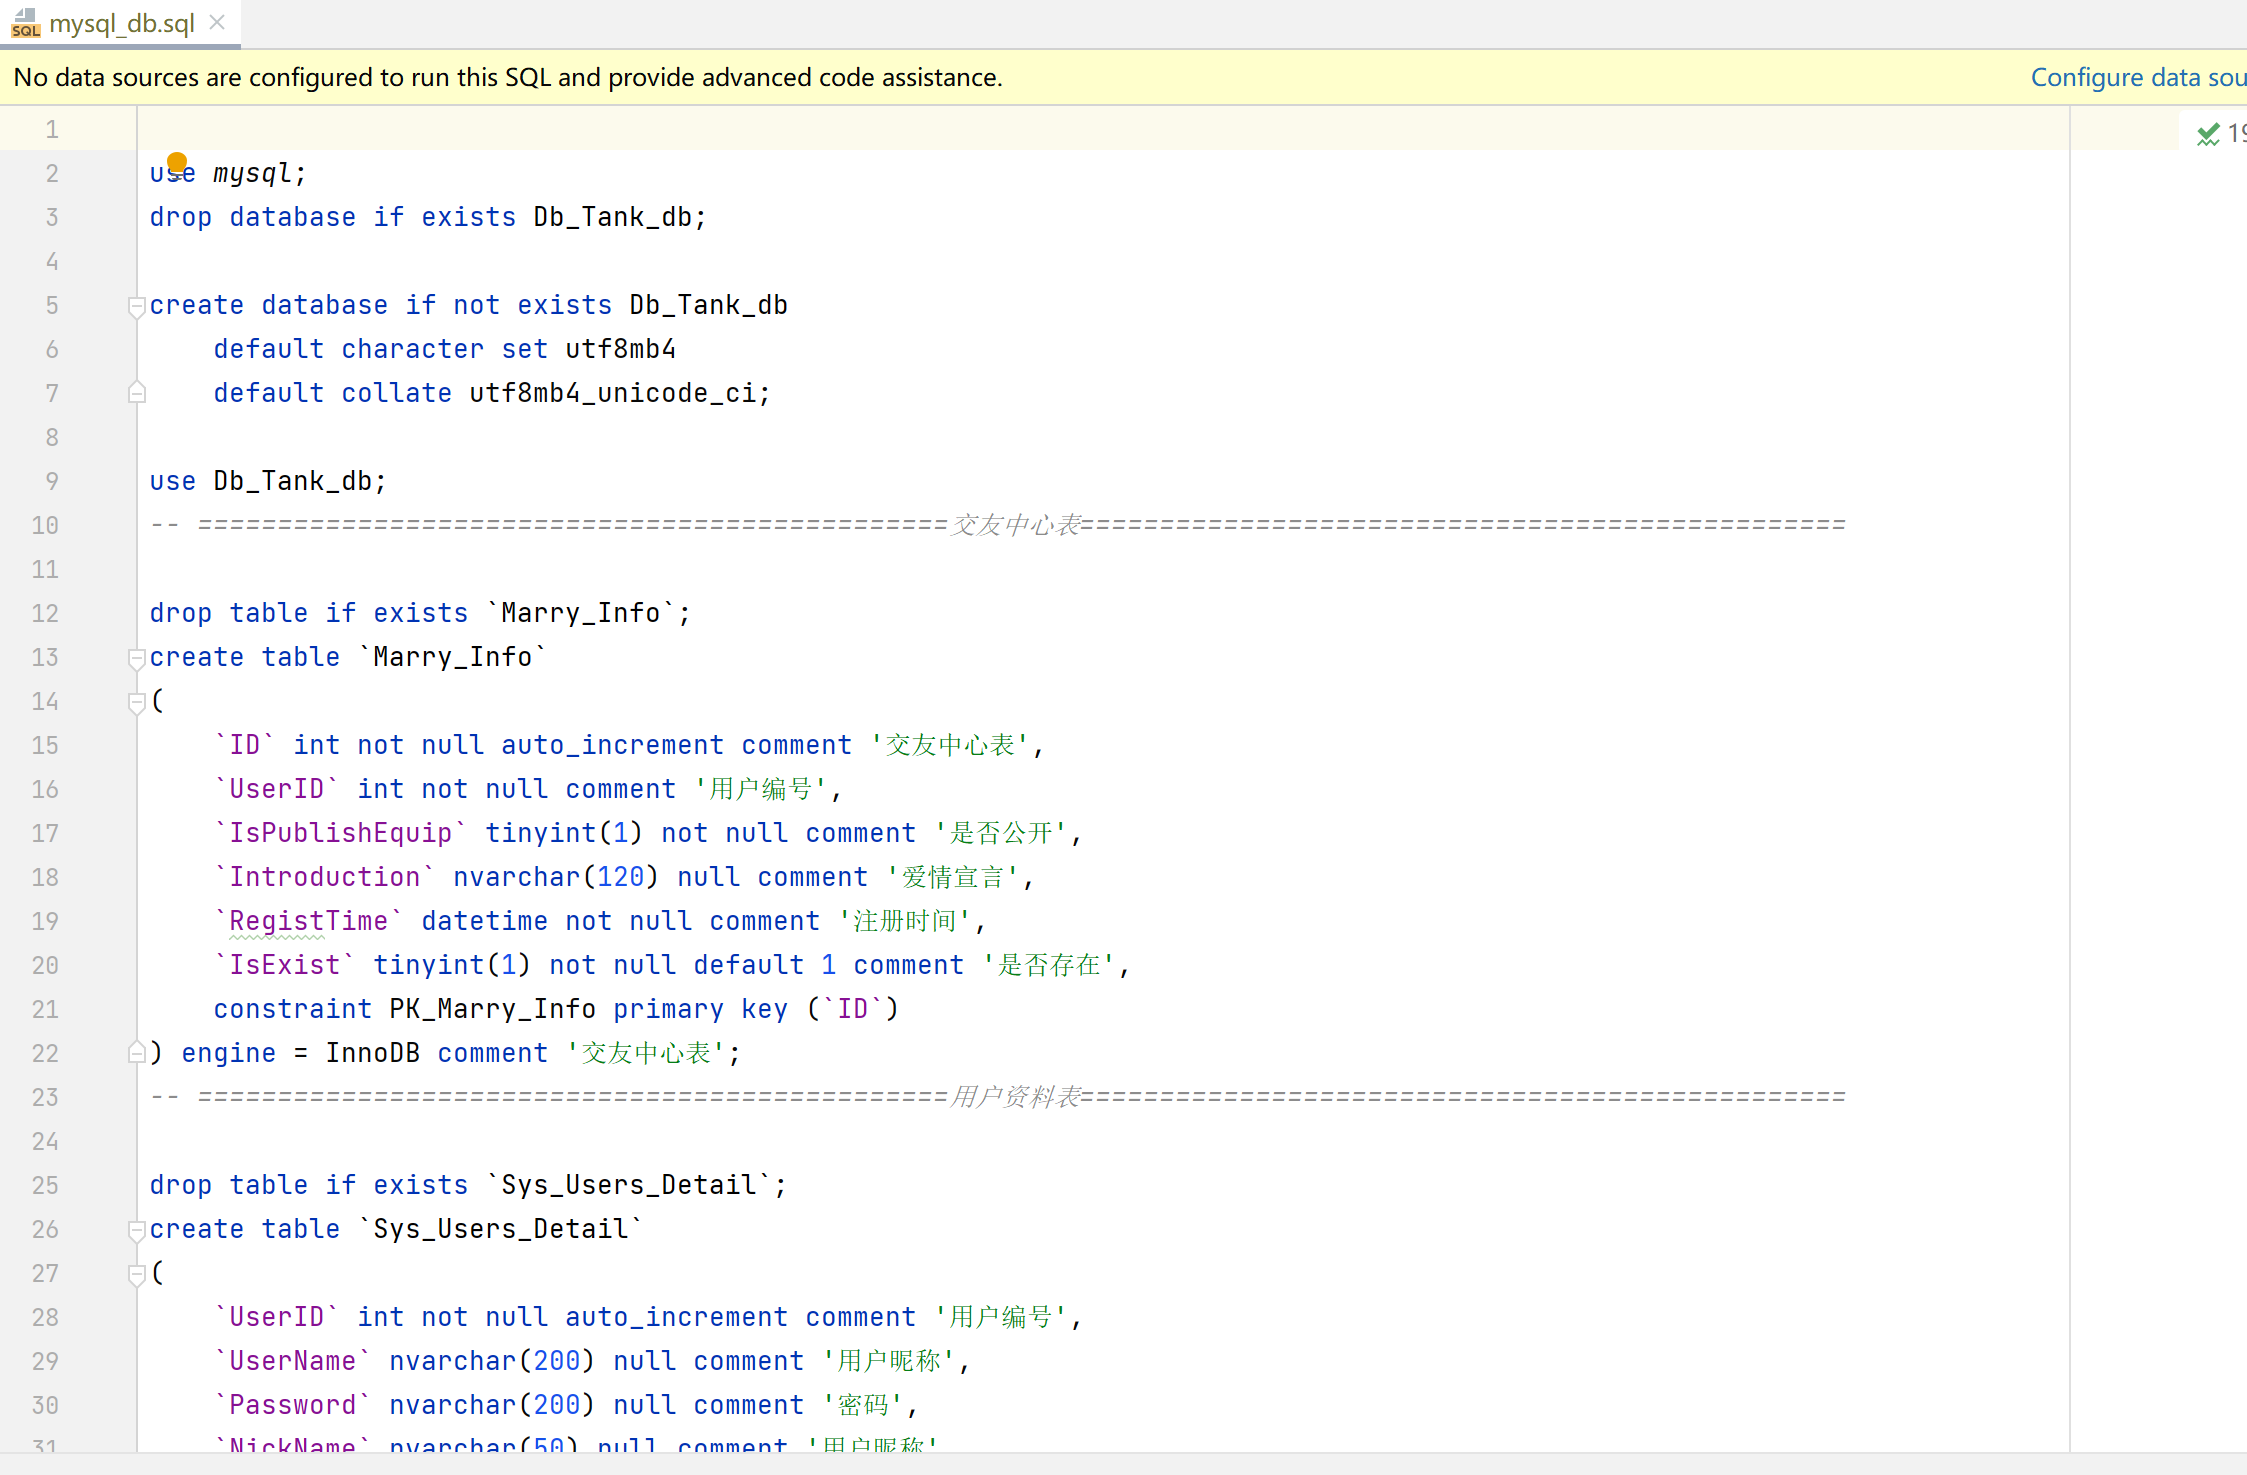 mysql_db.sql
No data sources are configured to run this SQL and provide advanced code assistance.
Configure data sou
19
1
2 use mysql;
3 drop database if exists Db_Tank_db;
4
5 create database if not exists Db_Tank_db
6 default character set utf8mb4
7 default collate utf8mb4_unicode_ci;
8
9 use Db_Tank_db;
10 -- ===============================================交友中心表================================================
11
12 drop table if exists `Marry_Info`;
13 create table `Marry_Info`
14 (
15 `ID` int not null auto_increment comment '交友中心表',
16 `UserID` int not null comment '用户编号',
17 `IsPublishEquip` tinyint(1) not null comment '是否公开',
18 `Introduction` nvarchar(120) null comment '爱情宣言',
19 `RegistTime` datetime not null comment '注册时间',
20 `IsExist` tinyint(1) not null default 1 comment '是否存在',
21 constraint PK_Marry_Info primary key (`ID`)
22 ) engine = InnoDB comment '交友中心表';
23 -- ===============================================用户资料表================================================
24
25 drop table if exists `Sys_Users_Detail`;
26 create table `Sys_Users_Detail`
27 (
28 `UserID` int not null auto_increment comment '用户编号',
29 `UserName` nvarchar(200) null comment '用户昵称',
30 `Password` nvarchar(200) null comment '密码',
31 `NickName` nvarchar(50) null comment '用户昵称'